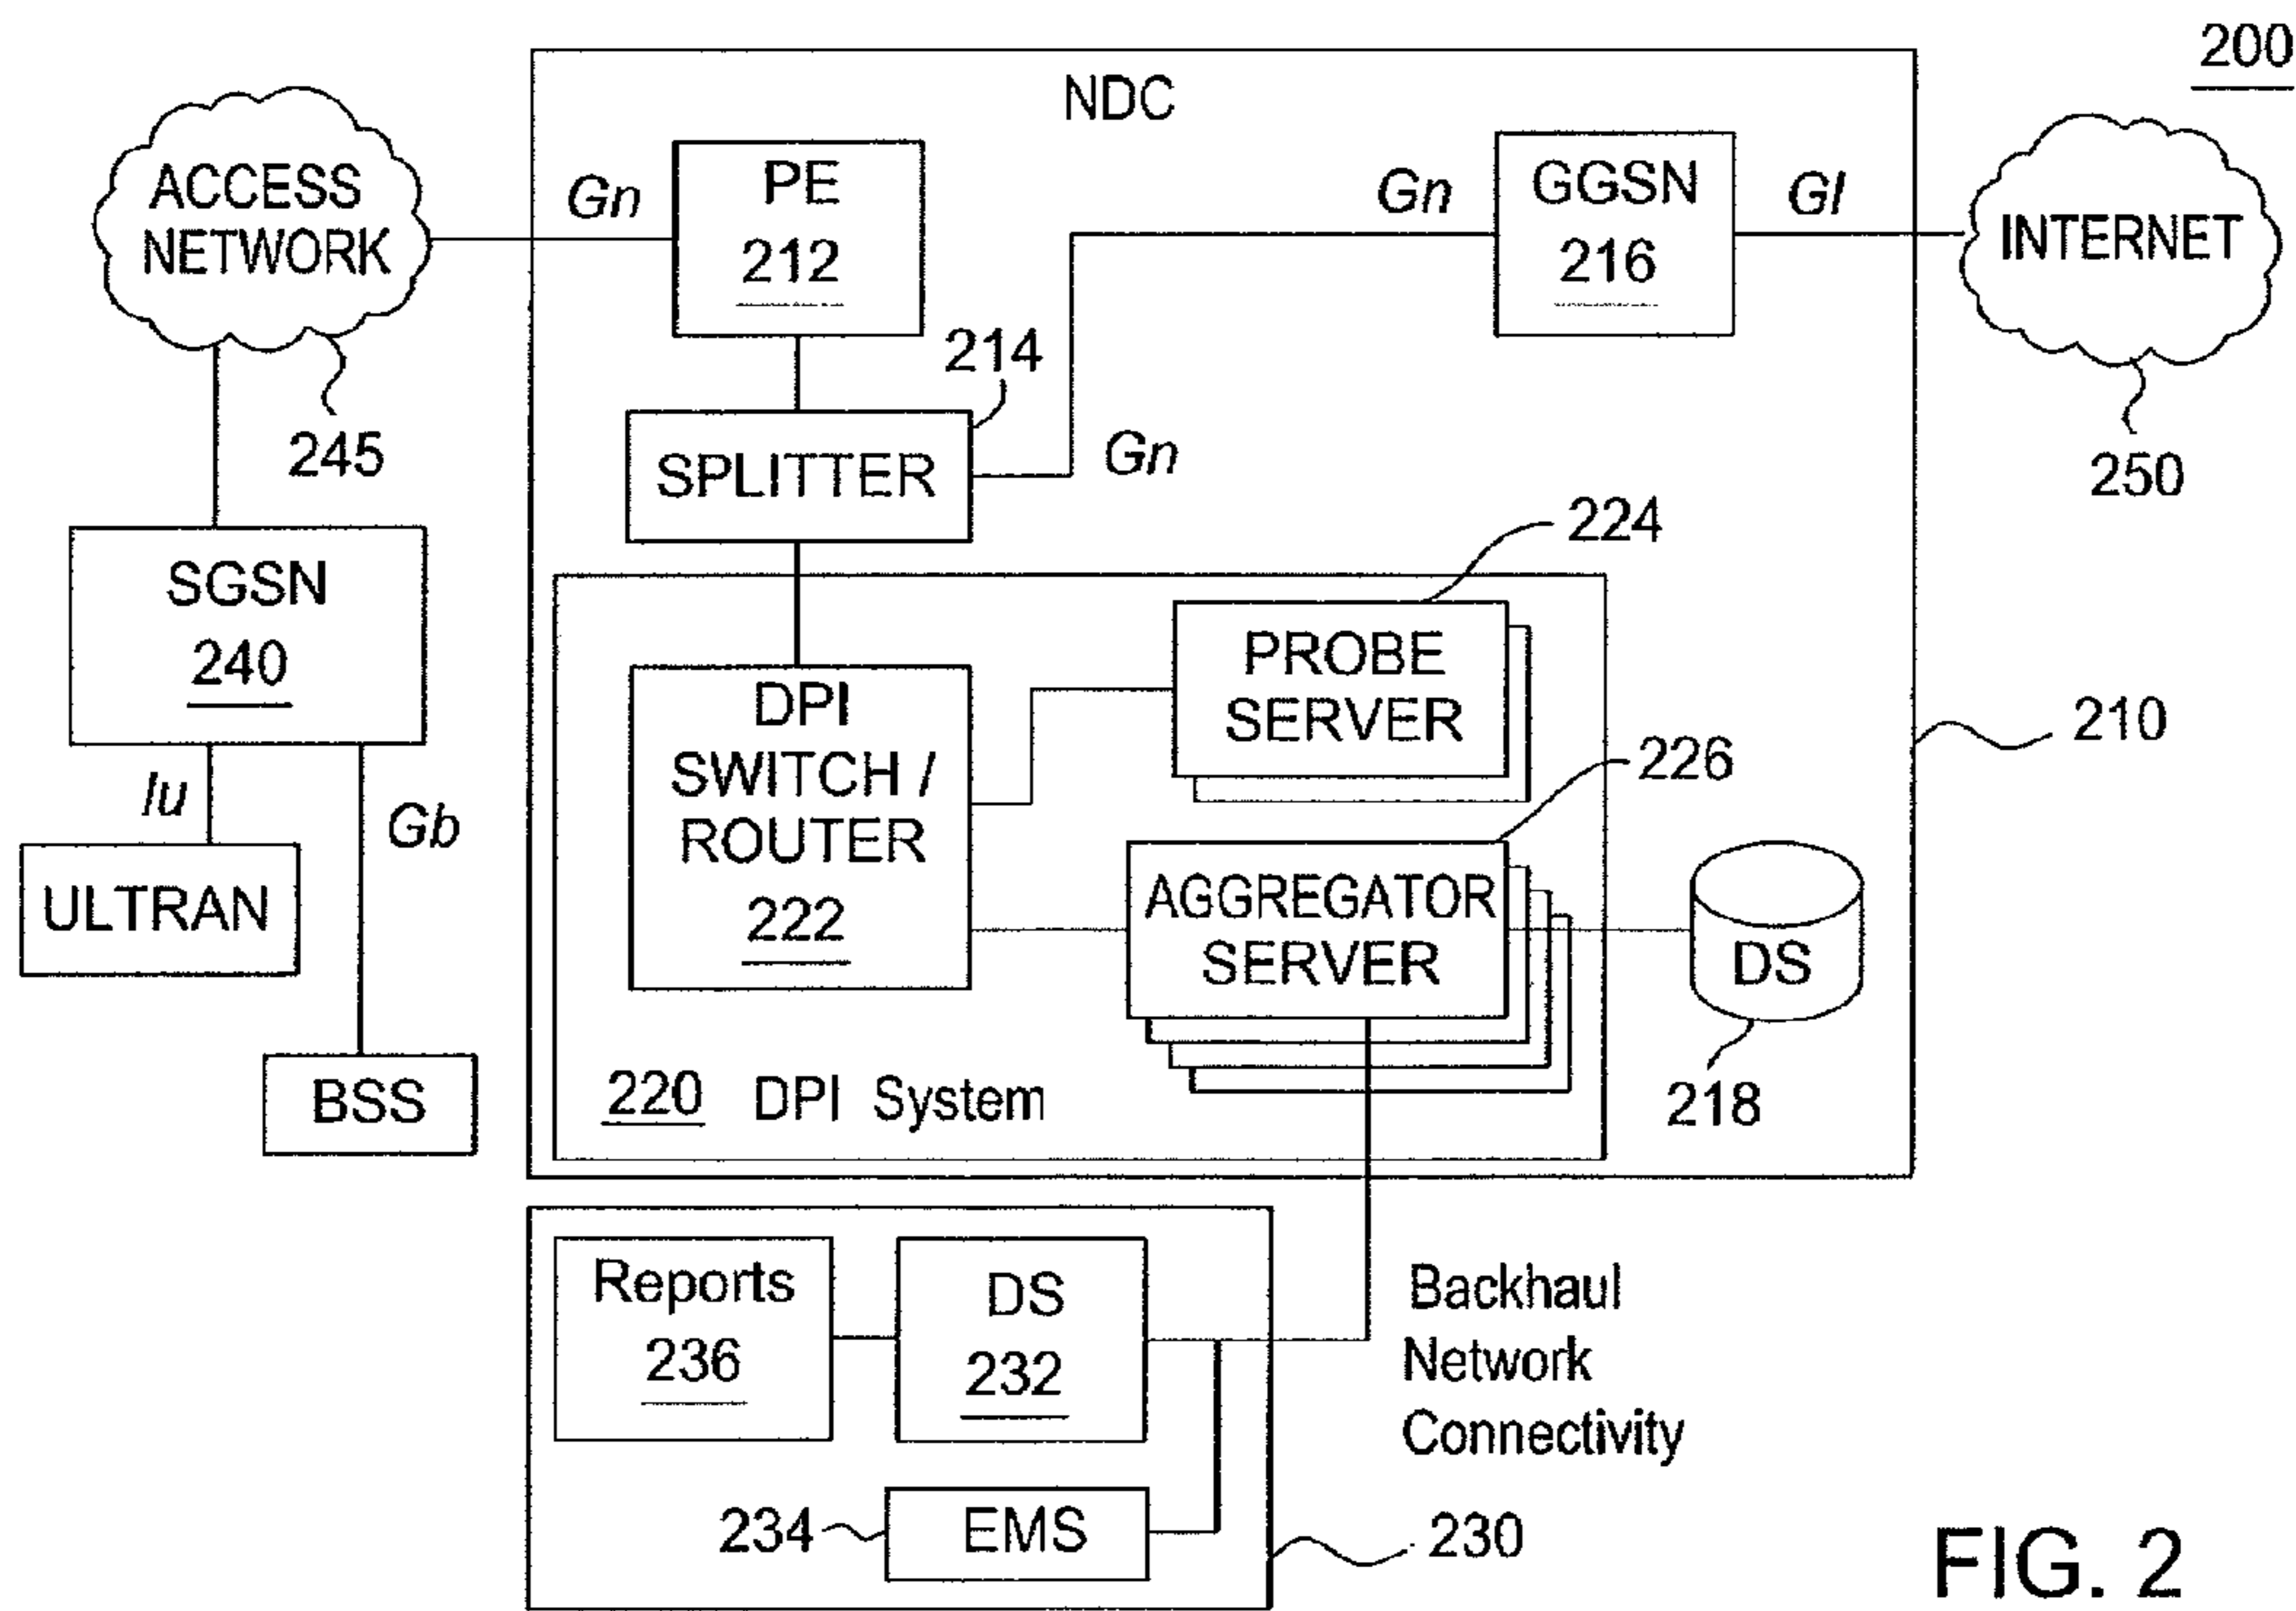 200
NDC
ACCESS
NETWORK
245
Gn
PE
212
Gn
GGSN
216
GI
INTERNET
250
214
SPLITTER
Gn
SGSN
240
Iu
Gb
ULTRAN
BSS
224
PROBE
SERVER
DPI
SWITCH /
ROUTER
222
226
AGGREGATOR
SERVER
210
DS
218
220 DPI System
Reports
236
DS
232
234
EMS
230
Backhaul
Network
Connectivity
FIG. 2